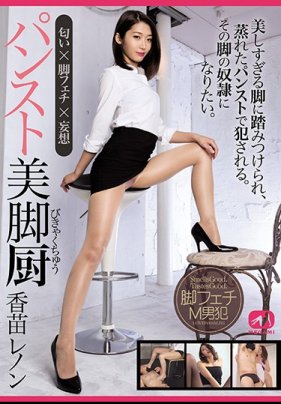 美しすぎる脚に踏みつけられ、
蒸れたパンストで犯される。
その脚の奴隷に
なりたい。
匂い×脚フェチ×妄想
パンスト美脚厨
びきゃくちゅう
香苗レノン
SmellsGood,
TastesGood.
脚フェチ
M男犯